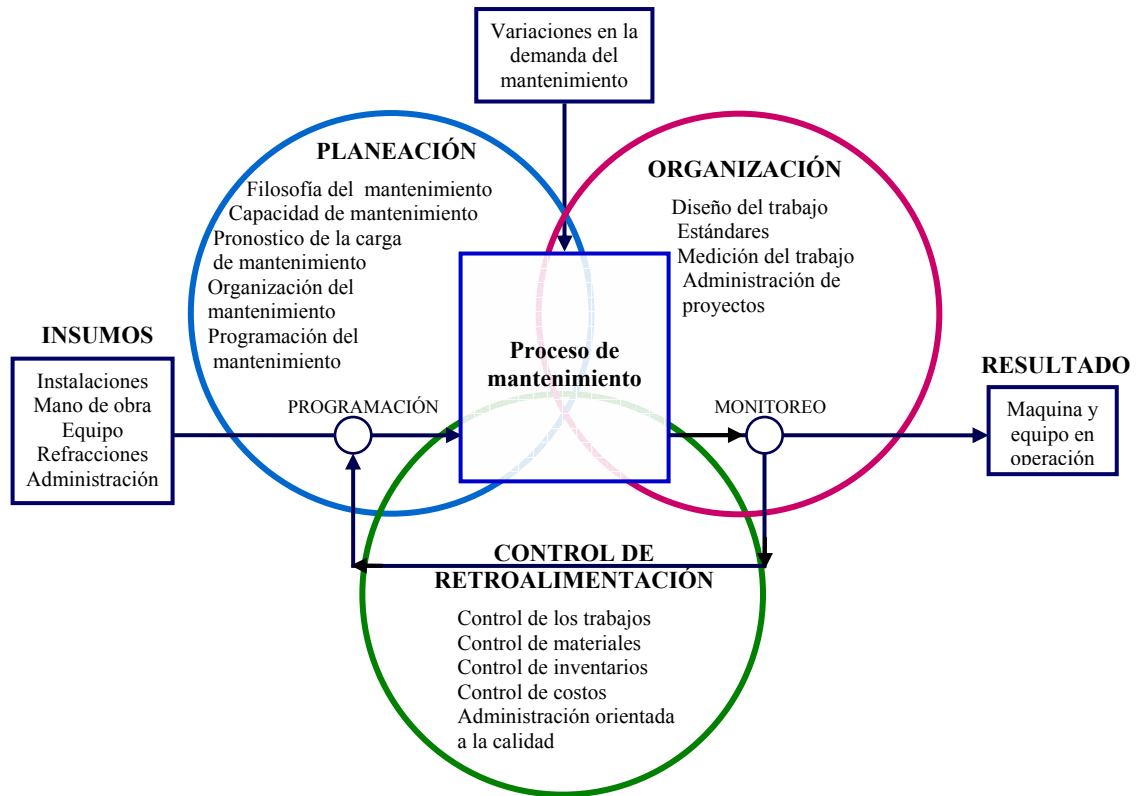 Variaciones en la
demanda del
mantenimiento
PLANEACIÓN
Filosofía del mantenimiento
Capacidad de mantenimiento
Pronostico de la carga
de mantenimiento
Organización del
mantenimiento
Programación del
mantenimiento
ORGANIZACIÓN
Diseño del trabajo
Estándares
Medición del trabajo
Administración de
proyectos
INSUMOS
Instalaciones
Mano de obra
Equipo
Refracciones
Administración
PROGRAMACIÓN
Proceso de
mantenimiento
MONITOREO
RESULTADO
Maquina y
equipo en
operación
CONTROL DE
RETROALIMENTACIÓN
Control de los trabajos
Control de materiales
Control de inventarios
Control de costos
Administración orientada
a la calidad